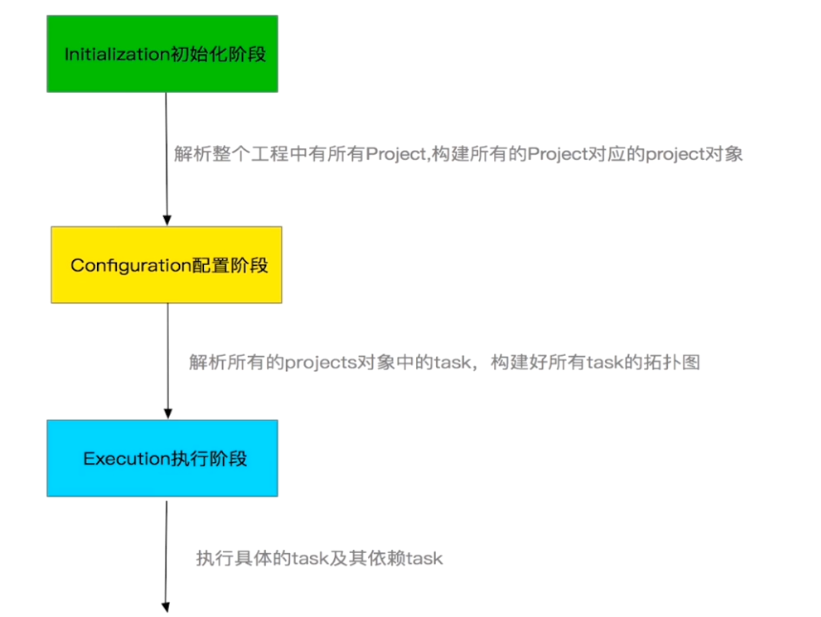 Initialization初始化阶段
解析整个工程中有所有Project,构建所有的Project对应的project对象
Configuration配置阶段
解析所有的projects对象中的task，构建好所有task的拓扑图
Execution执行阶段
执行具体的task及其依赖task